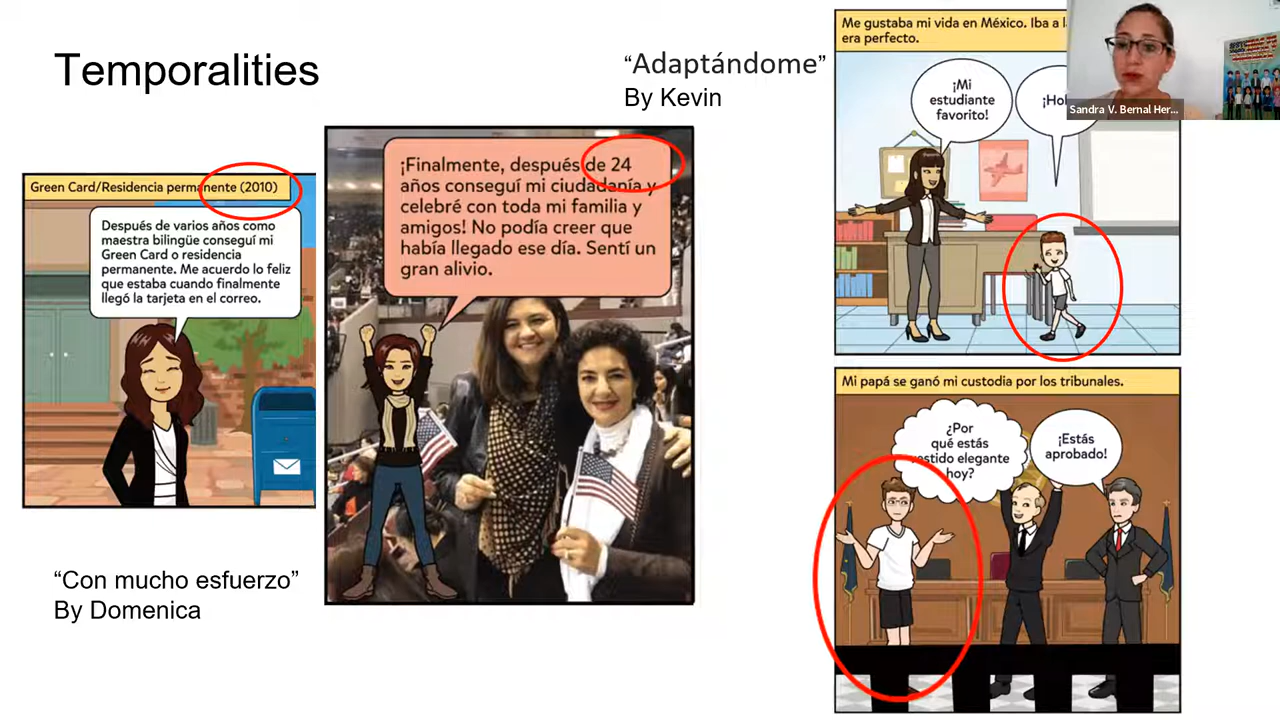 Temporalities
Green Card/Residencia permanente (2010)
Después de varios años como
maestra bilingüe conseguí mi
Green Card o residencia
permanente. Me acuerdo lo feliz
que estaba cuando finalmente
llegó la tarjeta en el correo.
“Con mucho esfuerzo”
By Domenica
¡Finalmente, después de 24
años conseguí mi ciudadanía y
celebré con toda mi familia y
amigos! No podía creer que
había llegado ese día. Sentí un
gran alivio.
“Adaptándome”
By Kevin
Me gustaba mi vida en México. Iba a
era perfecto.
¡Mi
estudiante
favorito!
Mi papá se ganó mi custodia por los tribunales.
¿Por
qué estás
vestido elegante
hoy?
¡Estás
aprobado!
Sandra V. Bernal Her...